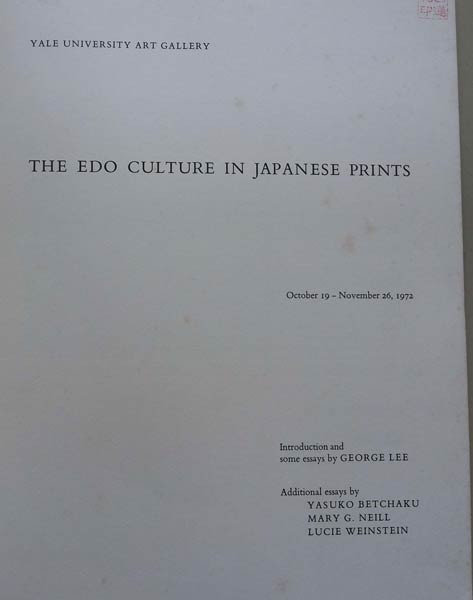 YALE UNIVERSITY ART GALLERY
THE EDO CULTURE IN JAPANESE PRINTS
October 19 – November 26, 1972
Introduction and
some essays by GEORGE LEE
Additional essays by
YASUKO BETCHAKU
MARY G. NEILL
LUCIE WEINSTEIN